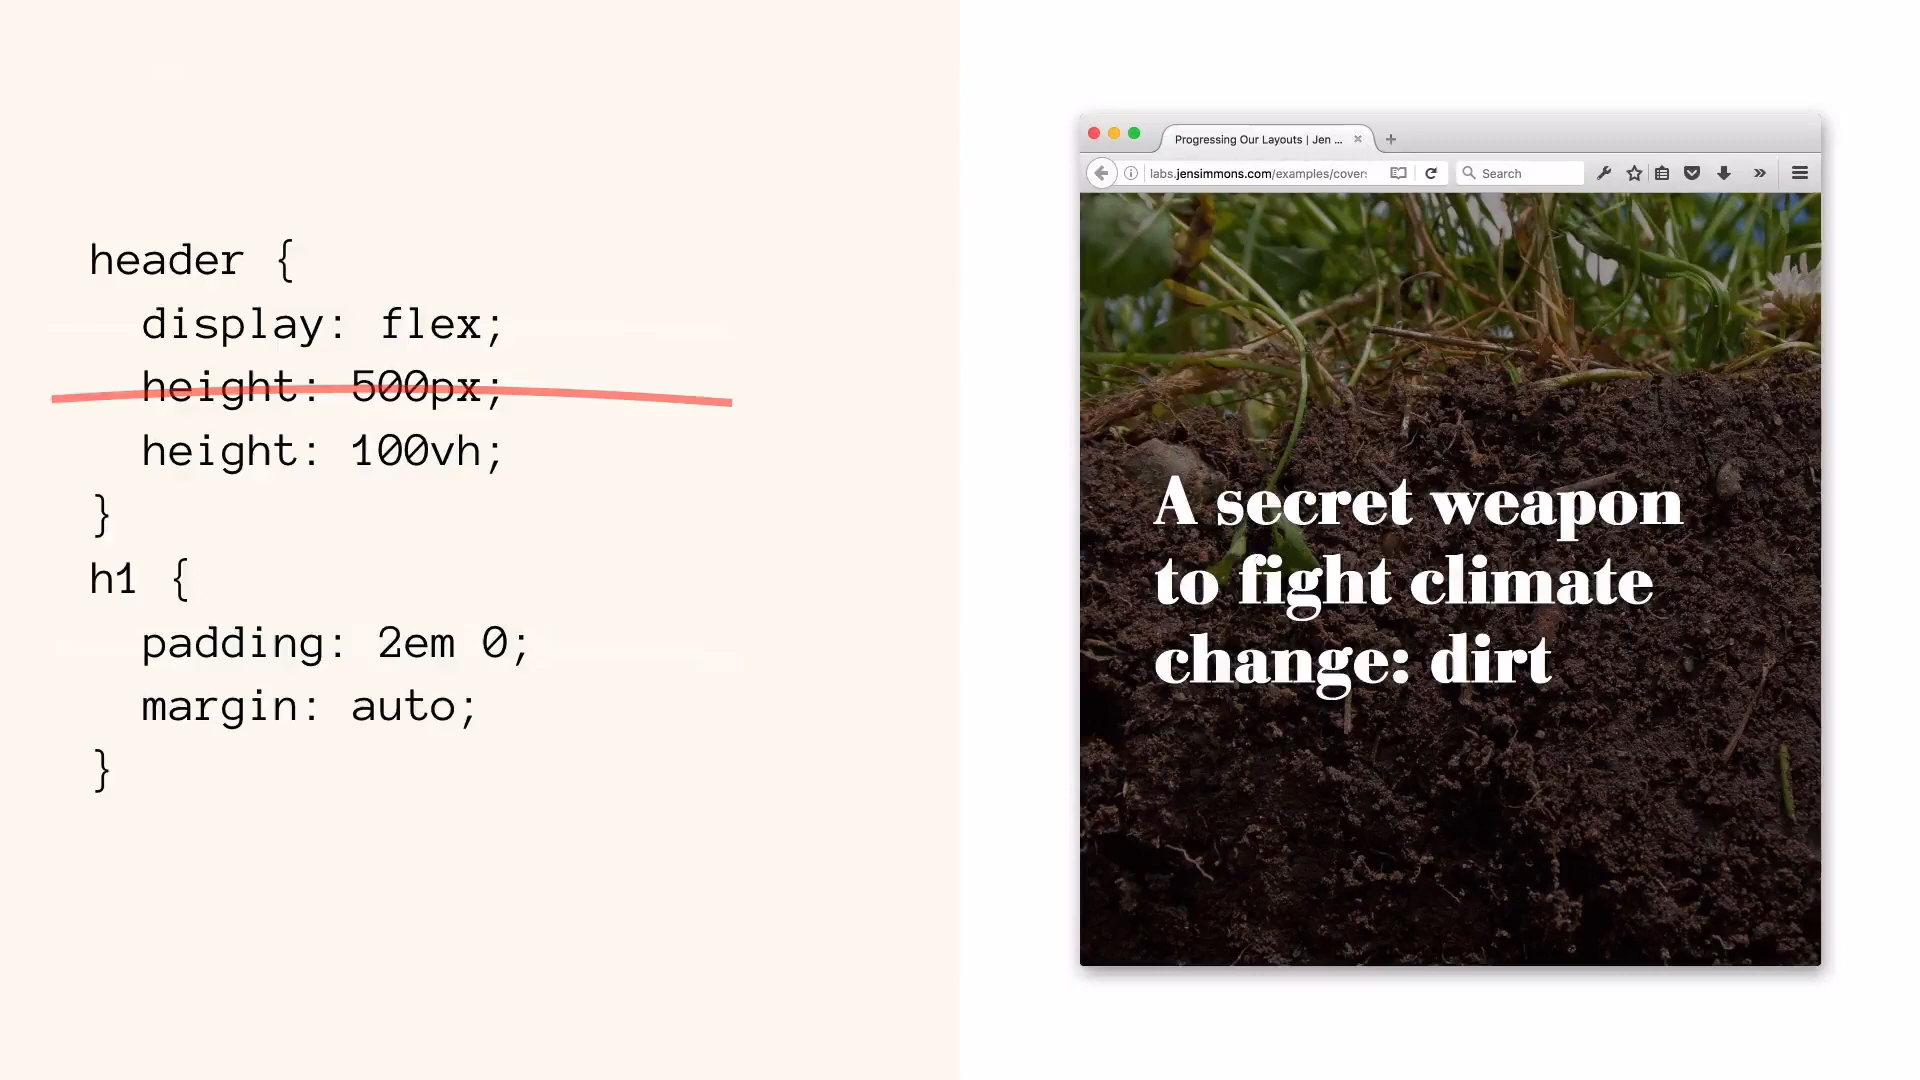 header {
display: flex;
height: 500px;
height: 100vh;
}
h1 {
padding: 2em 0;
margin: auto;
}
Progressing Our Layouts | Jen ...
labs.jensimmons.com/examples/cover:
Search
A secret weapon
to fight climate
change: dirt